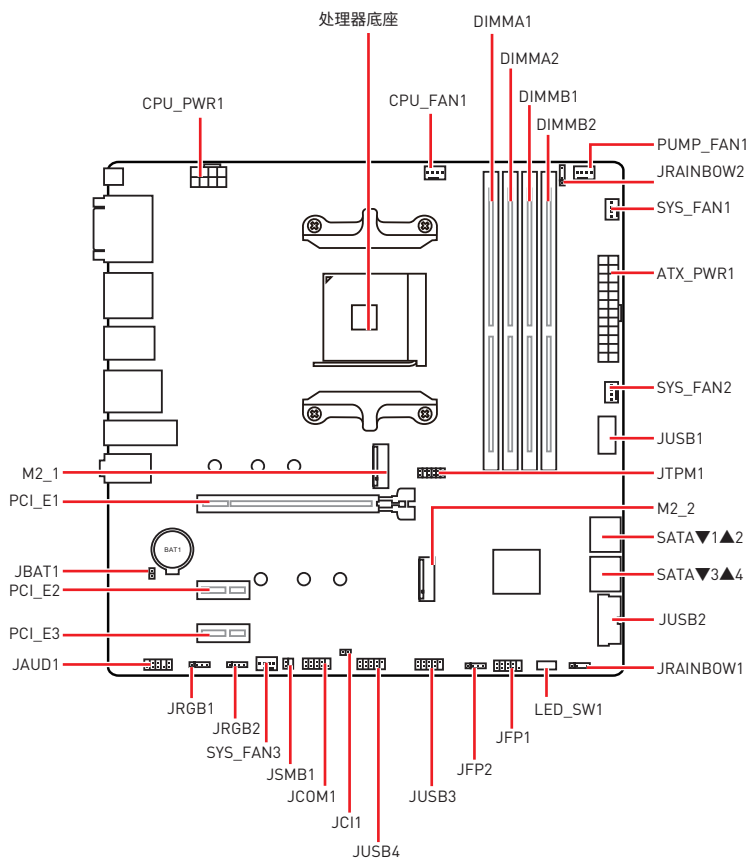 处理器底座
DIMMA1
DIMMA2
CPU_PWR1
CPU_FAN1
DIMMB1
DIMMB2
PUMP_FAN1
JRAINBOW2
SYS_FAN1
ATX_PWR1
SYS_FAN2
JUSB1
M2_1
JTPM1
PCI_E1
M2_2
SATA▼1▲2
BAT1
JBAT1
SATA▼3▲4
PCI_E2
JUSB2
PCI_E3
JAUD1
JRAINBOW1
JRGB1
LED_SW1
JRGB2
JFP1
SYS_FAN3
JFP2
JSMB1
JCOM1
JUSB3
JCI1
JUSB4